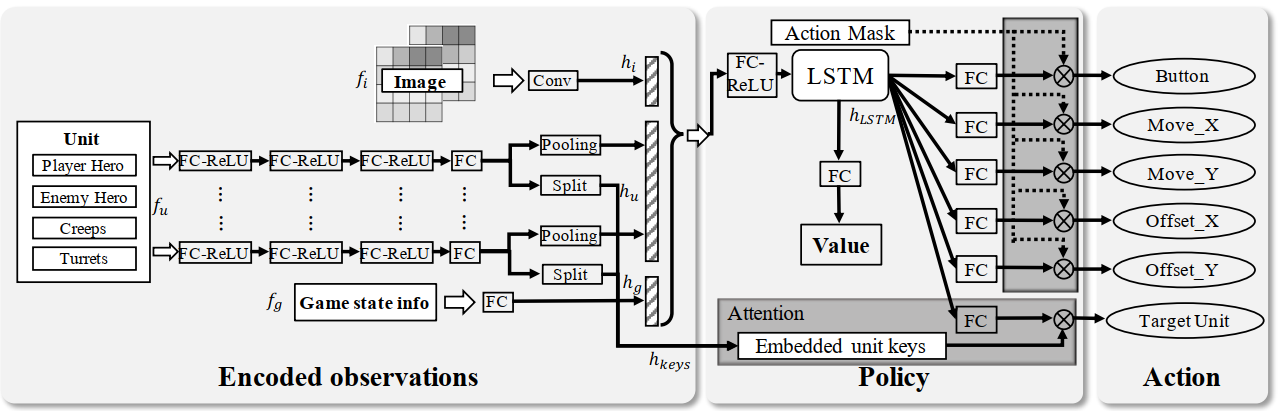 f_i
Image
Conv
h_i
Unit
Player Hero
Enemy Hero
Creeps
Turrets
f_u
FC-ReLU
FC-ReLU
FC-ReLU
FC
Pooling
Split
h_u
FC-ReLU
FC-ReLU
FC-ReLU
FC
Pooling
Split
f_g
Game state info
FC
h_g
h_keys
Encoded observations
Action Mask
FC-
ReLU
LSTM
h_LSTM
FC
Value
FC
FC
FC
FC
FC
Attention
FC
Embedded unit keys
Policy
Button
Move_X
Move_Y
Offset_X
Offset_Y
Target Unit
Action